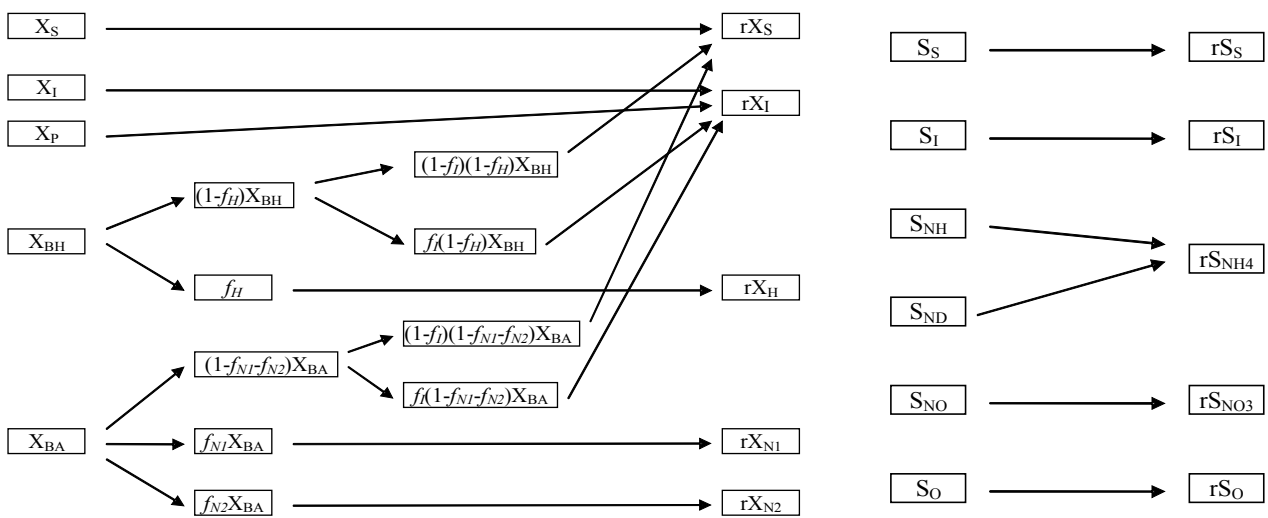 X_S
rX_S
X_I
rX_I
X_P
(1-f_I)(1-f_H)X_BH
(1-f_H)X_BH
X_BH
f_I(1-f_H)X_BH
f_H
rX_H
(1-f_I)(1-f_N1-f_N2)X_BA
(1-f_N1-f_N2)X_BA
f_I(1-f_N1-f_N2)X_BA
X_BA
f_N1X_BA
rX_N1
f_N2X_BA
rX_N2
S_S
rS_S
S_I
rS_I
S_NH
rS_NH4
S_ND
S_NO
rS_NO3
S_O
rS_O